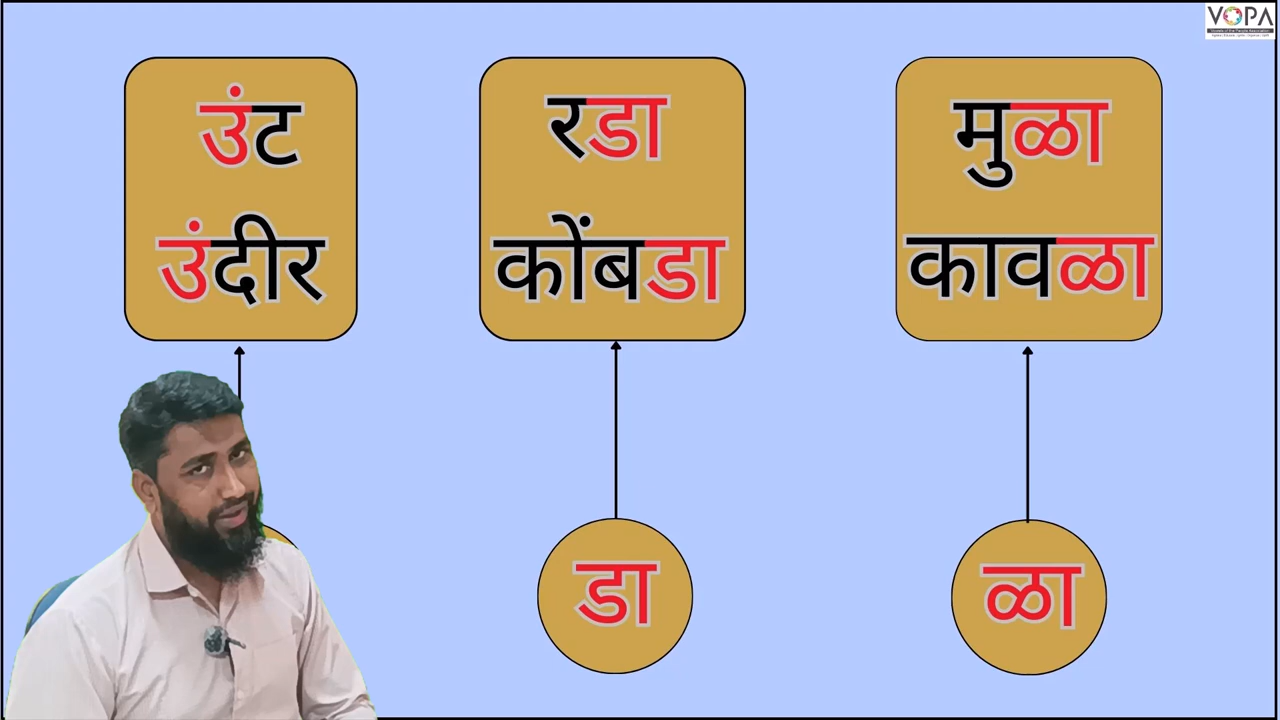 VOPA
उंट
उंदीर
रडा
कोंबडा
मुळा
कावळा
डा
ळा